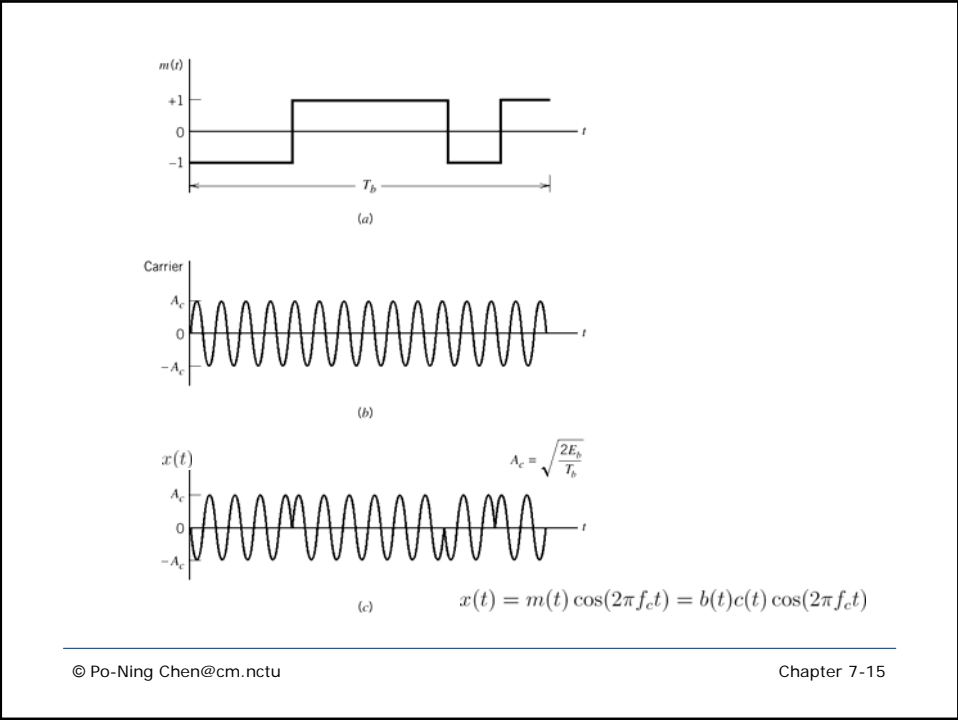 m(t)
+1
0
−1
t
T_b
(a)
Carrier
A_c
0
−A_c
t
(b)
x(t)
A_c = √(2E_b/T_b)
A_c
0
−A_c
t
(c)
x(t) = m(t) cos(2πf_c t) = b(t)c(t) cos(2πf_c t)
© Po-Ning Chen@cm.nctu
Chapter 7-15